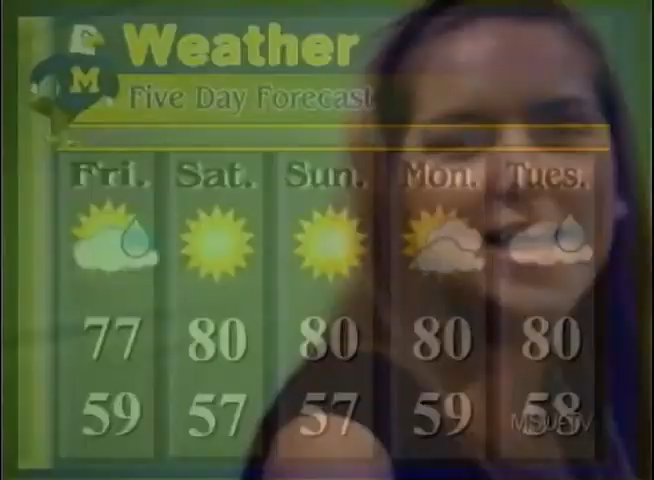 Weather
M
Five Day Forecast
Fri. Sat. Sun. Mon. Tues.
77 80 80 80 80
59 57 57 59 58